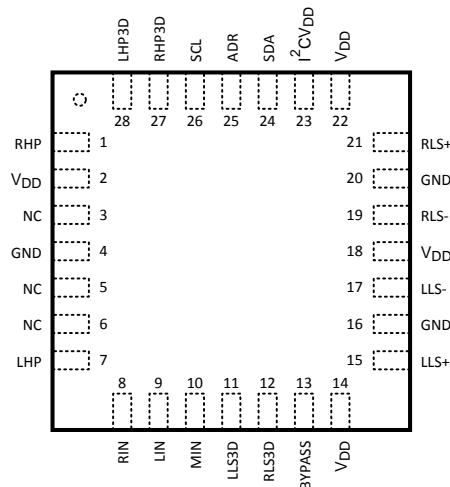 LHP3D RHP3D SCL ADR SDA I²CVDD VDD
28 27 26 25 24 23 22
RHP 1
VDD 2
NC 3
GND 4
NC 5
NC 6
LHP 7
21 RLS+
20 GND
19 RLS-
18 VDD
17 LLS-
16 GND
15 LLS+
8 9 10 11 12 13 14
RIN LIN MIN LLS3D RLS3D BYPASS VDD